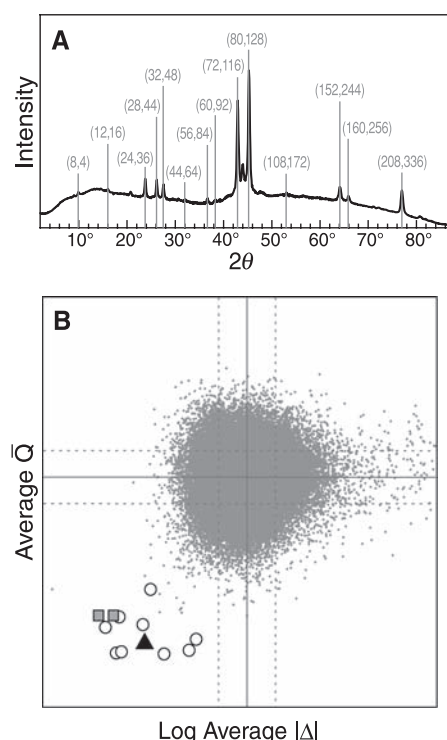 A
(80,128)
(32,48)
(72,116)
(152,244)
(28,44)
(60,92)
(160,256)
(12,16)
(56,84)
(8,4)
(24,36)
(44,64)
(108,172)
(208,336)
Intensity
10° 20° 30° 40° 50° 60° 70° 80°
2θ
B
Average Q̅
Log Average |Δ|